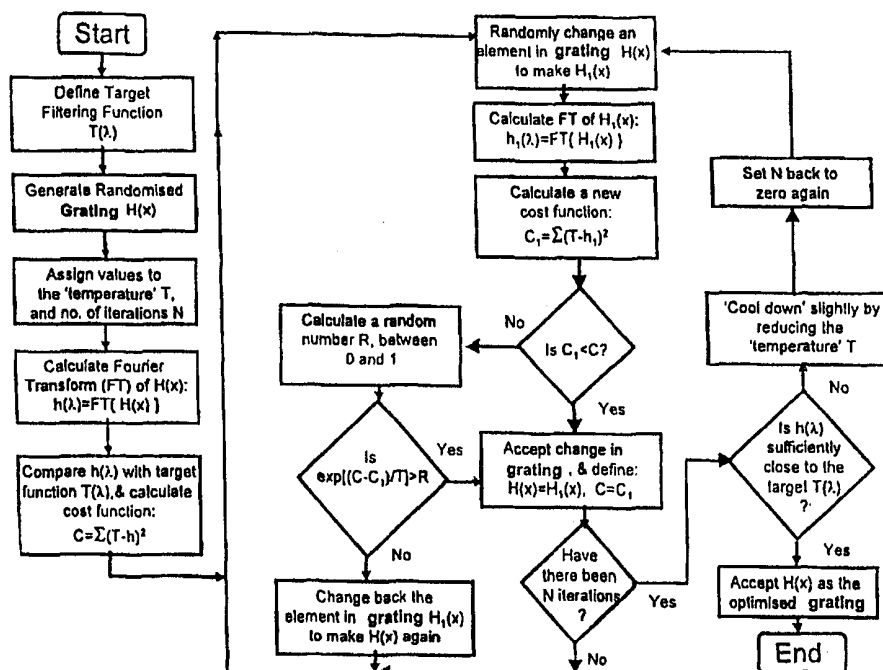 Start
Define Target
Filtering Function
T(λ)
Generate Randomised
Grating H(x)
Assign values to
the 'temperature' T,
and no. of iterations N
Calculate Fourier
Transform (FT) of H(x):
h(λ)=FT{ H(x) }
Compare h(λ) with target
function T(λ),& calculate
cost function:
C=Σ(T-h)²
Randomly change an
element in grating H(x)
to make H₁(x)
Calculate FT of H₁(x):
h₁(λ)=FT{ H₁(x) }
Calculate a new
cost function:
C₁=Σ(T-h₁)²
Is C₁<C?
No
Yes
Calculate a random
number R, between
0 and 1
Is
exp[(C-C₁)/T]>R
Yes
No
Change back the
element in grating H₁(x)
to make H(x) again
Accept change in
grating , & define:
H(x)=H₁(x), C=C₁
Have
there been
N iterations
?
Yes
No
Set N back to
zero again
'Cool down' slightly by
reducing the
'temperature' T
No
Is h(λ)
sufficiently
close to the
target T(λ)
?
Yes
Accept H(x) as the
optimised grating
End